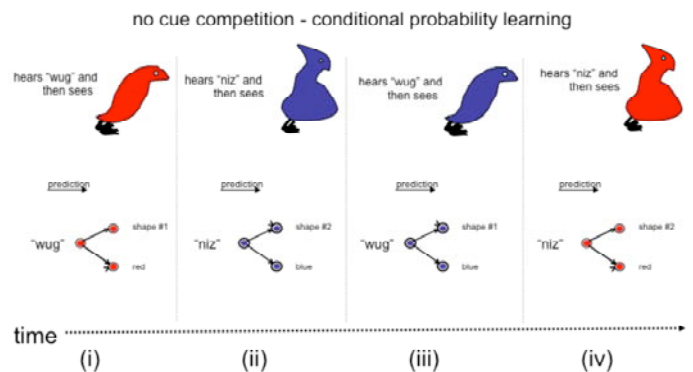 no cue competition - conditional probability learning
hears "wug" and
then sees
hears "niz" and
then sees
hears "wug" and
then sees
hears "niz" and
then sees
prediction
prediction
prediction
prediction
"wug"
shape #1
red
"niz"
shape #2
blue
"wug"
shape #1
blue
"niz"
shape #2
red
time
(i)
(ii)
(iii)
(iv)